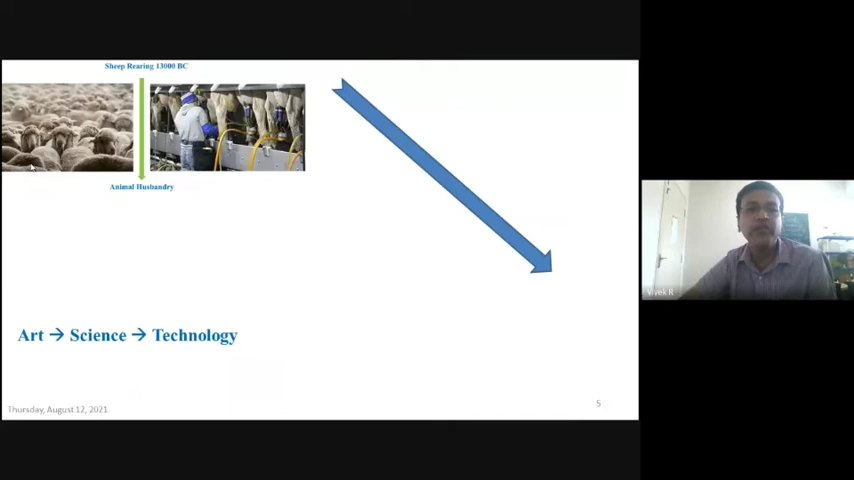 Sheep Rearing 13000 BC
Animal Husbandry
Art → Science → Technology
Thursday, August 12, 2021
5
Vivek R